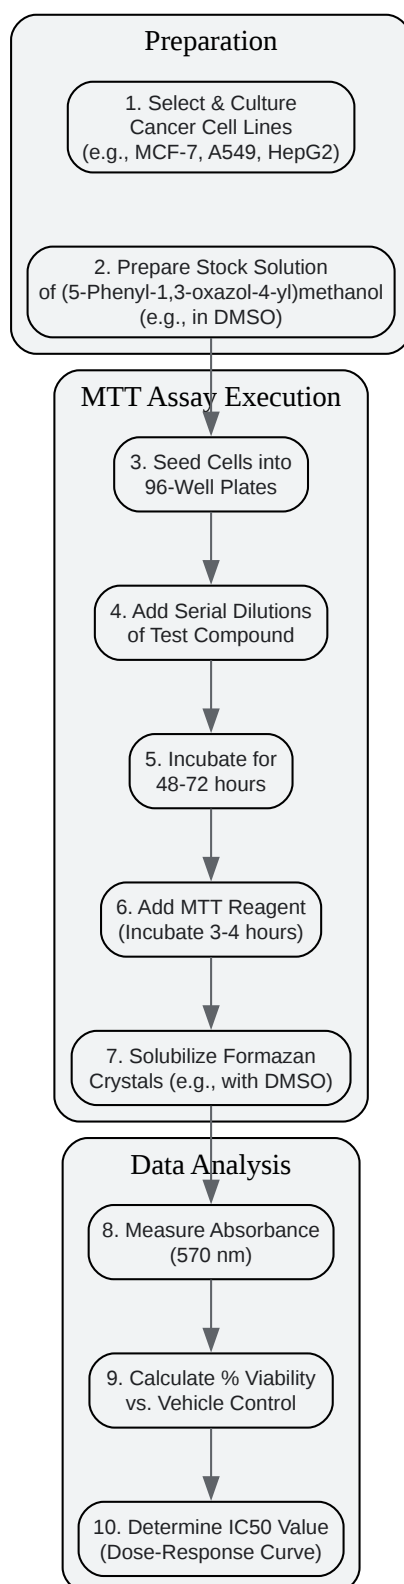 Preparation
1. Select & Culture
Cancer Cell Lines
(e.g., MCF-7, A549, HepG2)
2. Prepare Stock Solution
of (5-Phenyl-1,3-oxazol-4-yl)methanol
(e.g., in DMSO)
MTT Assay Execution
3. Seed Cells into
96-Well Plates
4. Add Serial Dilutions
of Test Compound
5. Incubate for
48-72 hours
6. Add MTT Reagent
(Incubate 3-4 hours)
7. Solubilize Formazan
Crystals (e.g., with DMSO)
Data Analysis
8. Measure Absorbance
(570 nm)
9. Calculate % Viability
vs. Vehicle Control
10. Determine IC50 Value
(Dose-Response Curve)